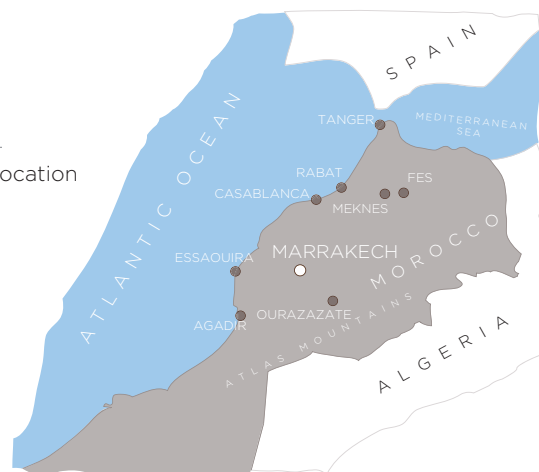 SPAIN
ATLANTIC OCEAN
TANGER
MEDITERRANEAN
SEA
ocation
RABAT
FES
CASABLANCA
MEKNES
MOROCCO
ESSAOUIRA
MARRAKECH
OURAZAZATE
AGADIR
ATLAS MOUNTAINS
ALGERIA